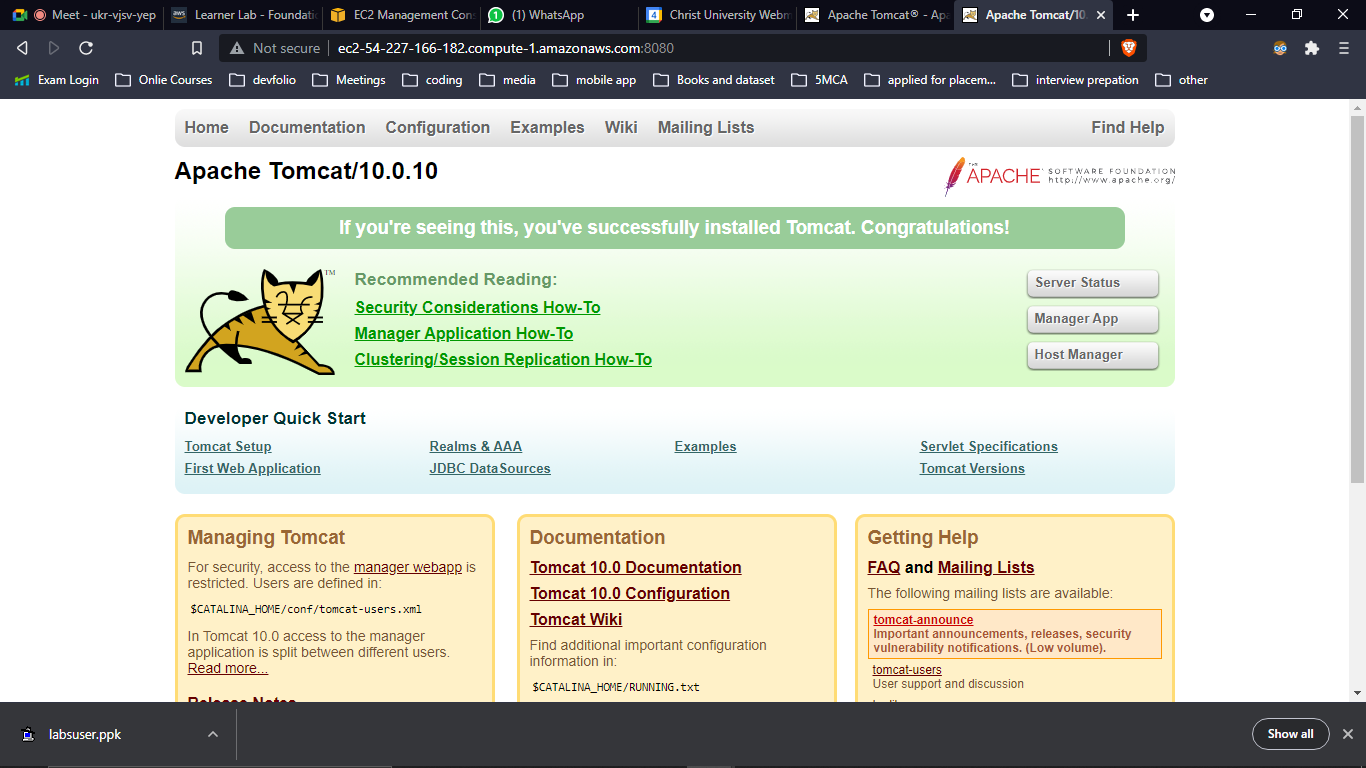 Meet - ukr-vjsv-yep
Learner Lab - Foundatio
EC2 Management Con
(1) WhatsApp
Christ University Webm
Apache Tomcat® - Apa
Apache Tomcat/10.
Not secure
ec2-54-227-166-182.compute-1.amazonaws.com:8080
Exam Login
Onlie Courses
devfolio
Meetings
coding
media
mobile app
Books and dataset
5MCA
applied for placem...
interview prepation
other
Home
Documentation
Configuration
Examples
Wiki
Mailing Lists
Find Help
Apache Tomcat/10.0.10
THE
APACHE
SOFTWARE FOUNDATION
http://www.apache.org/
If you're seeing this, you've successfully installed Tomcat. Congratulations!
TM
Recommended Reading:
Security Considerations How-To
Manager Application How-To
Clustering/Session Replication How-To
Server Status
Manager App
Host Manager
Developer Quick Start
Tomcat Setup
First Web Application
Realms & AAA
JDBC DataSources
Examples
Servlet Specifications
Tomcat Versions
Managing Tomcat
For security, access to the manager webapp is
restricted. Users are defined in:
$CATALINA_HOME/conf/tomcat-users.xml
In Tomcat 10.0 access to the manager
application is split between different users.
Read more...
Release Notes
Documentation
Tomcat 10.0 Documentation
Tomcat 10.0 Configuration
Tomcat Wiki
Find additional important configuration
information in:
$CATALINA_HOME/RUNNING.txt
Getting Help
FAQ and Mailing Lists
The following mailing lists are available:
tomcat-announce
Important announcements, releases, security
vulnerability notifications. (Low volume).
tomcat-users
User support and discussion
labsuser.ppk
Show all